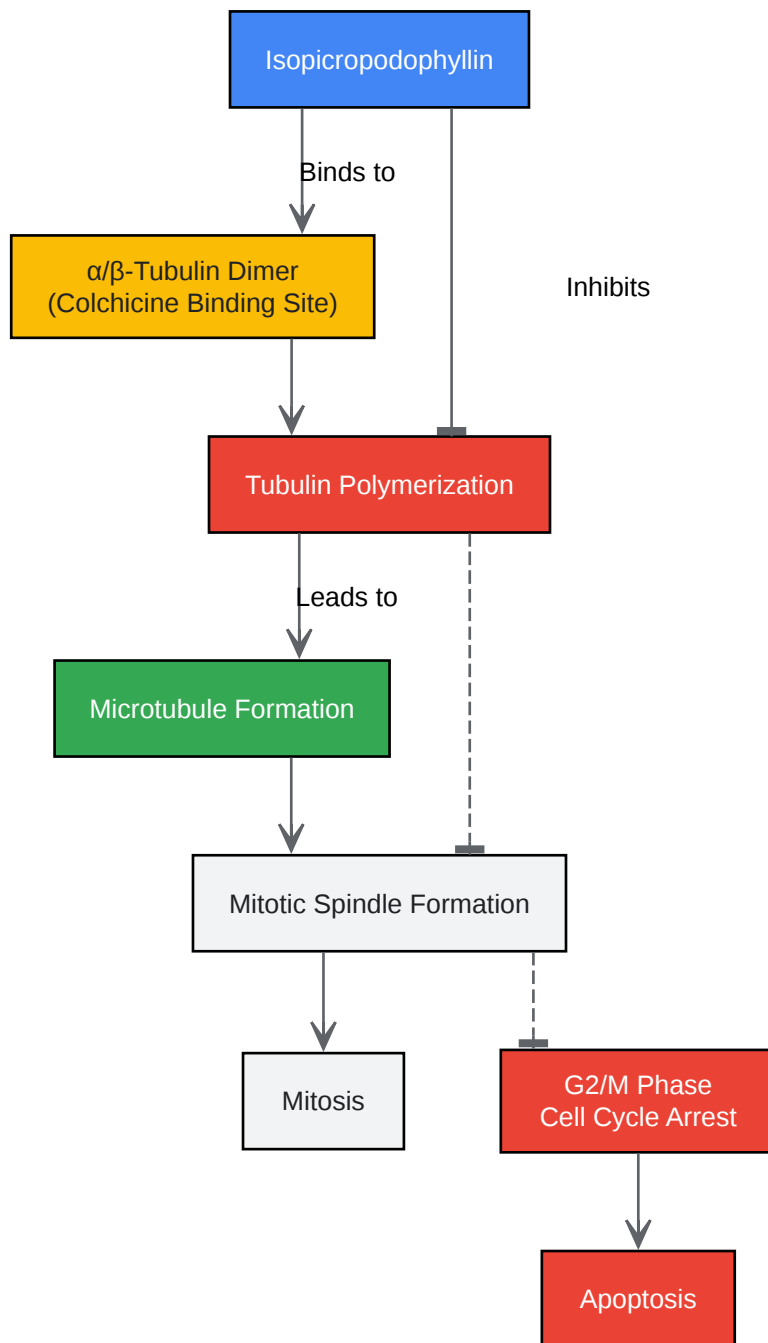 Isopicropodophyllin
Binds to
α/β-Tubulin Dimer
(Colchicine Binding Site)
Inhibits
Tubulin Polymerization
Leads to
Microtubule Formation
Mitotic Spindle Formation
Mitosis
G2/M Phase
Cell Cycle Arrest
Apoptosis